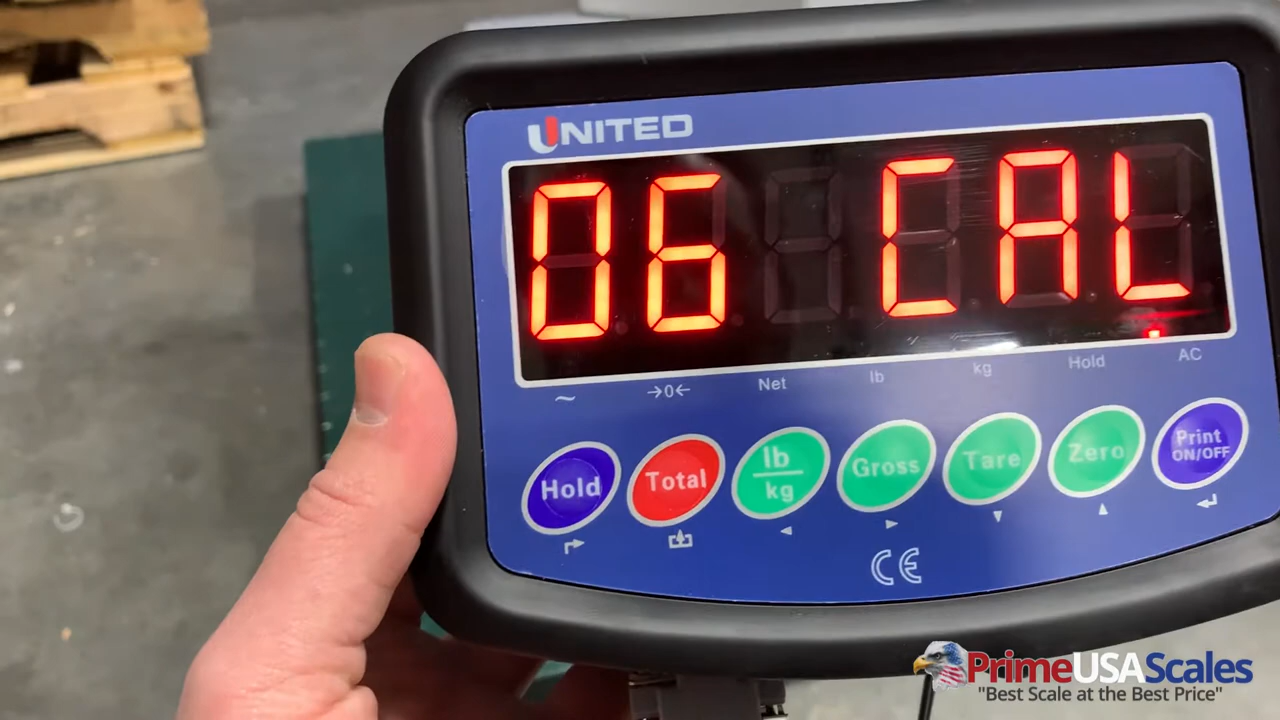 UNITED
06 CAL
~ →0← Net lb kg Hold AC
Hold Total lb/kg Gross Tare Zero Print ON/OFF
CE
PrimeUSAScales
"Best Scale at the Best Price"